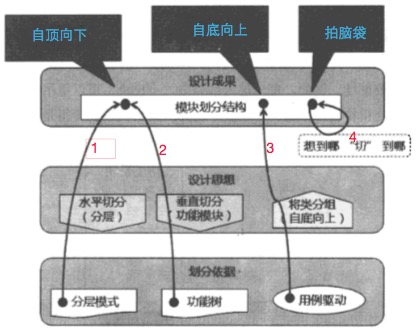 自顶向下
自底向上
拍脑袋
设计成果
模块划分结构
想到哪 "切" 到哪
1
2
3
4
设计思想
水平切分
(分层)
垂直切分
(功能模块)
将类分组
(自底向上)
划分依据
分层模式
功能树
用例驱动